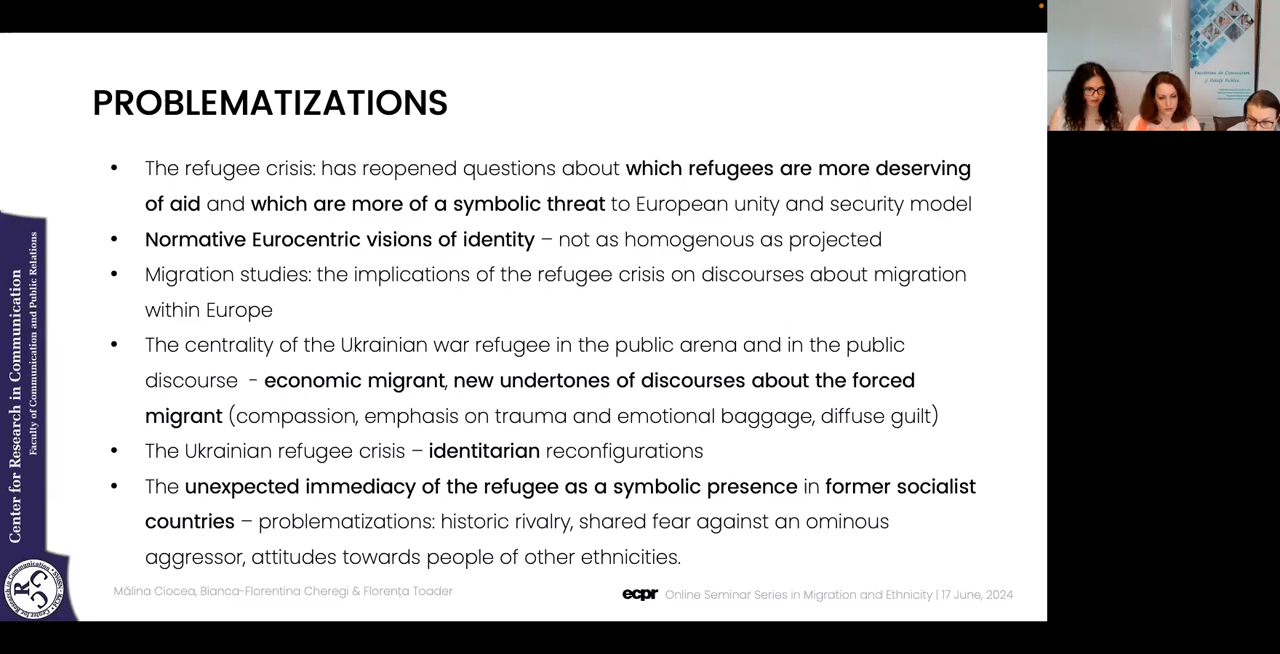 PROBLEMATIZATIONS
• The refugee crisis: has reopened questions about which refugees are more deserving
of aid and which are more of a symbolic threat to European unity and security model
• Normative Eurocentric visions of identity – not as homogenous as projected
• Migration studies: the implications of the refugee crisis on discourses about migration
within Europe
• The centrality of the Ukrainian war refugee in the public arena and in the public
discourse - economic migrant, new undertones of discourses about the forced
migrant (compassion, emphasis on trauma and emotional baggage, diffuse guilt)
• The Ukrainian refugee crisis – identitarian reconfigurations
• The unexpected immediacy of the refugee as a symbolic presence in former socialist
countries – problematizations: historic rivalry, shared fear against an ominous
aggressor, attitudes towards people of other ethnicities.
Mălina Ciocea, Bianca-Florentina Cheregi & Florența Toader
ecpr Online Seminar Series in Migration and Ethnicity | 17 June, 2024
Center for Research in Communication
Faculty of Communication and Public Relations